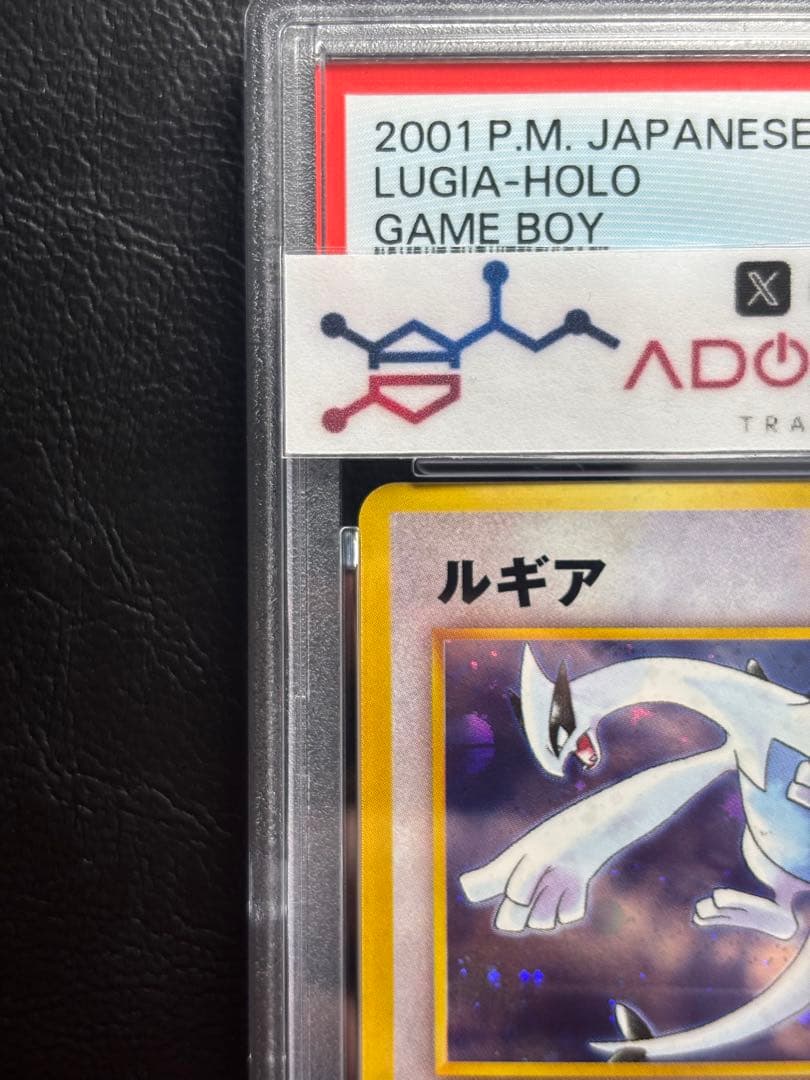 2001 P.M. JAPANESE
LUGIA-HOLO
GAME BOY
X
ADO
TRA
ルギア